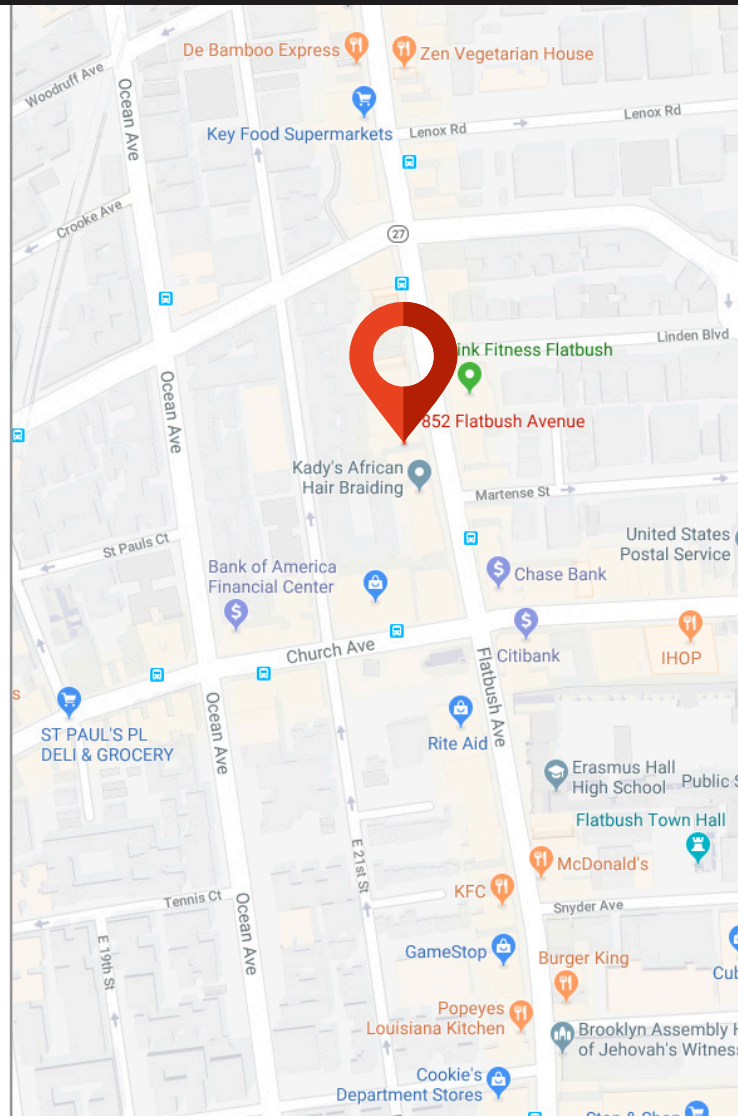 De Bamboo Express
Zen Vegetarian House
Woodruff Ave
Ocean Ave
Key Food Supermarkets
Lenox Rd
Lenox Rd
Crooke Ave
27
Linden Blvd
ink Fitness Flatbush
Ocean Ave
852 Flatbush Avenue
Kady's African
Hair Braiding
Martense St
St Pauls Ct
United States
Postal Service
Bank of America
Financial Center
Chase Bank
Church Ave
Citibank
IHOP
Flatbush Ave
s
Ocean Ave
ST PAUL'S PL
DELI & GROCERY
Rite Aid
Erasmus Hall
High School
Public S
Flatbush Town Hall
E 21st St
McDonald's
KFC
Tennis Ct
Ocean Ave
Snyder Ave
E 19th St
GameStop
Burger King
Cub
Popeyes
Louisiana Kitchen
Brooklyn Assembly H
of Jehovah's Witness
Cookie's
Department Stores
Stop & Shop